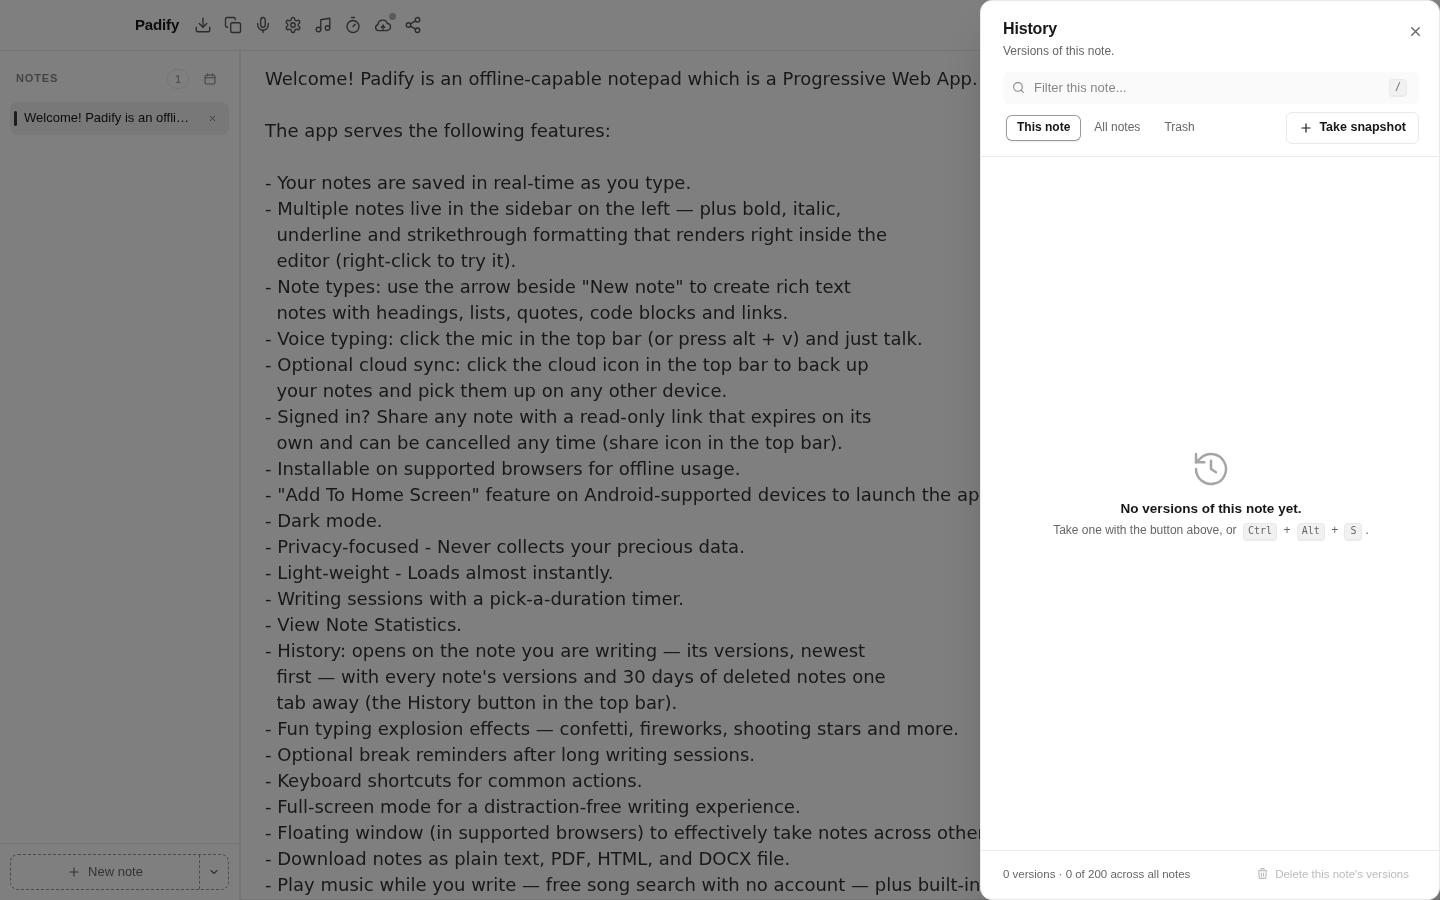 Padify
NOTES
1
Welcome! Padify is an offli...
New note
Welcome! Padify is an offline-capable notepad which is a Progressive Web App.
The app serves the following features:
- Your notes are saved in real-time as you type.
- Multiple notes live in the sidebar on the left — plus bold, italic,
underline and strikethrough formatting that renders right inside the
editor (right-click to try it).
- Note types: use the arrow beside "New note" to create rich text
notes with headings, lists, quotes, code blocks and links.
- Voice typing: click the mic in the top bar (or press alt + v) and just talk.
- Optional cloud sync: click the cloud icon in the top bar to back up
your notes and pick them up on any other device.
- Signed in? Share any note with a read-only link that expires on its
own and can be cancelled any time (share icon in the top bar).
- Installable on supported browsers for offline usage.
- "Add To Home Screen" feature on Android-supported devices to launch the ap
- Dark mode.
- Privacy-focused - Never collects your precious data.
- Light-weight - Loads almost instantly.
- Writing sessions with a pick-a-duration timer.
- View Note Statistics.
- History: opens on the note you are writing — its versions, newest
first — with every note's versions and 30 days of deleted notes one
tab away (the History button in the top bar).
- Fun typing explosion effects — confetti, fireworks, shooting stars and more.
- Optional break reminders after long writing sessions.
- Keyboard shortcuts for common actions.
- Full-screen mode for a distraction-free writing experience.
- Floating window (in supported browsers) to effectively take notes across other
- Download notes as plain text, PDF, HTML, and DOCX file.
- Play music while you write — free song search with no account — plus built-in
History
Versions of this note.
Filter this note...
/
This note
All notes
Trash
Take snapshot
No versions of this note yet.
Take one with the button above, or Ctrl + Alt + S .
0 versions · 0 of 200 across all notes
Delete this note's versions